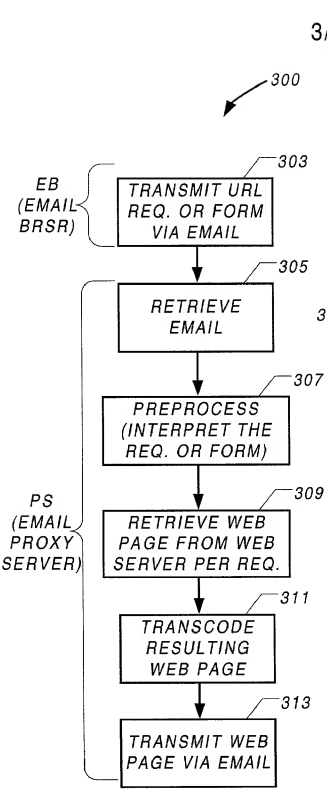 3/
300
303
EB
(EMAIL
BRSR)
TRANSMIT URL
REQ. OR FORM
VIA EMAIL
305
RETRIEVE
EMAIL
3
307
PREPROCESS
(INTERPRET THE
REQ. OR FORM)
309
PS
(EMAIL
PROXY
SERVER)
RETRIEVE WEB
PAGE FROM WEB
SERVER PER REQ.
311
TRANSCODE
RESULTING
WEB PAGE
313
TRANSMIT WEB
PAGE VIA EMAIL